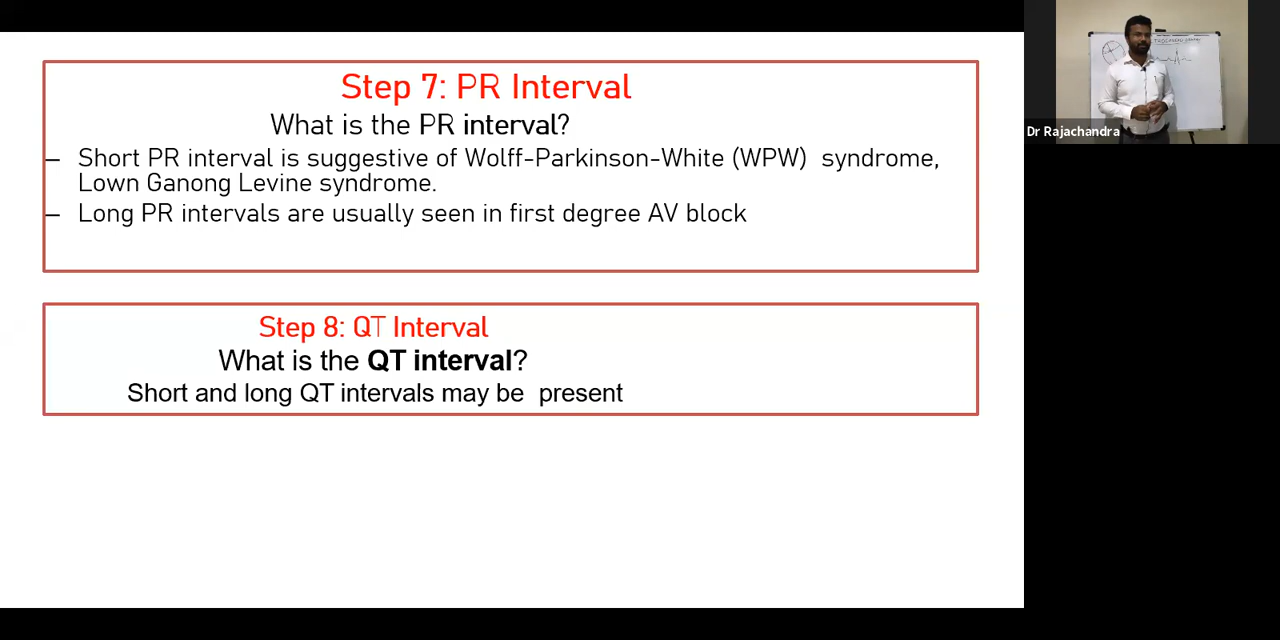 Step 7: PR Interval
What is the PR interval?
– Short PR interval is suggestive of Wolff-Parkinson-White (WPW) syndrome,
Lown Ganong Levine syndrome.
– Long PR intervals are usually seen in first degree AV block
Step 8: QT Interval
What is the QT interval?
Short and long QT intervals may be present
Dr Rajachandra